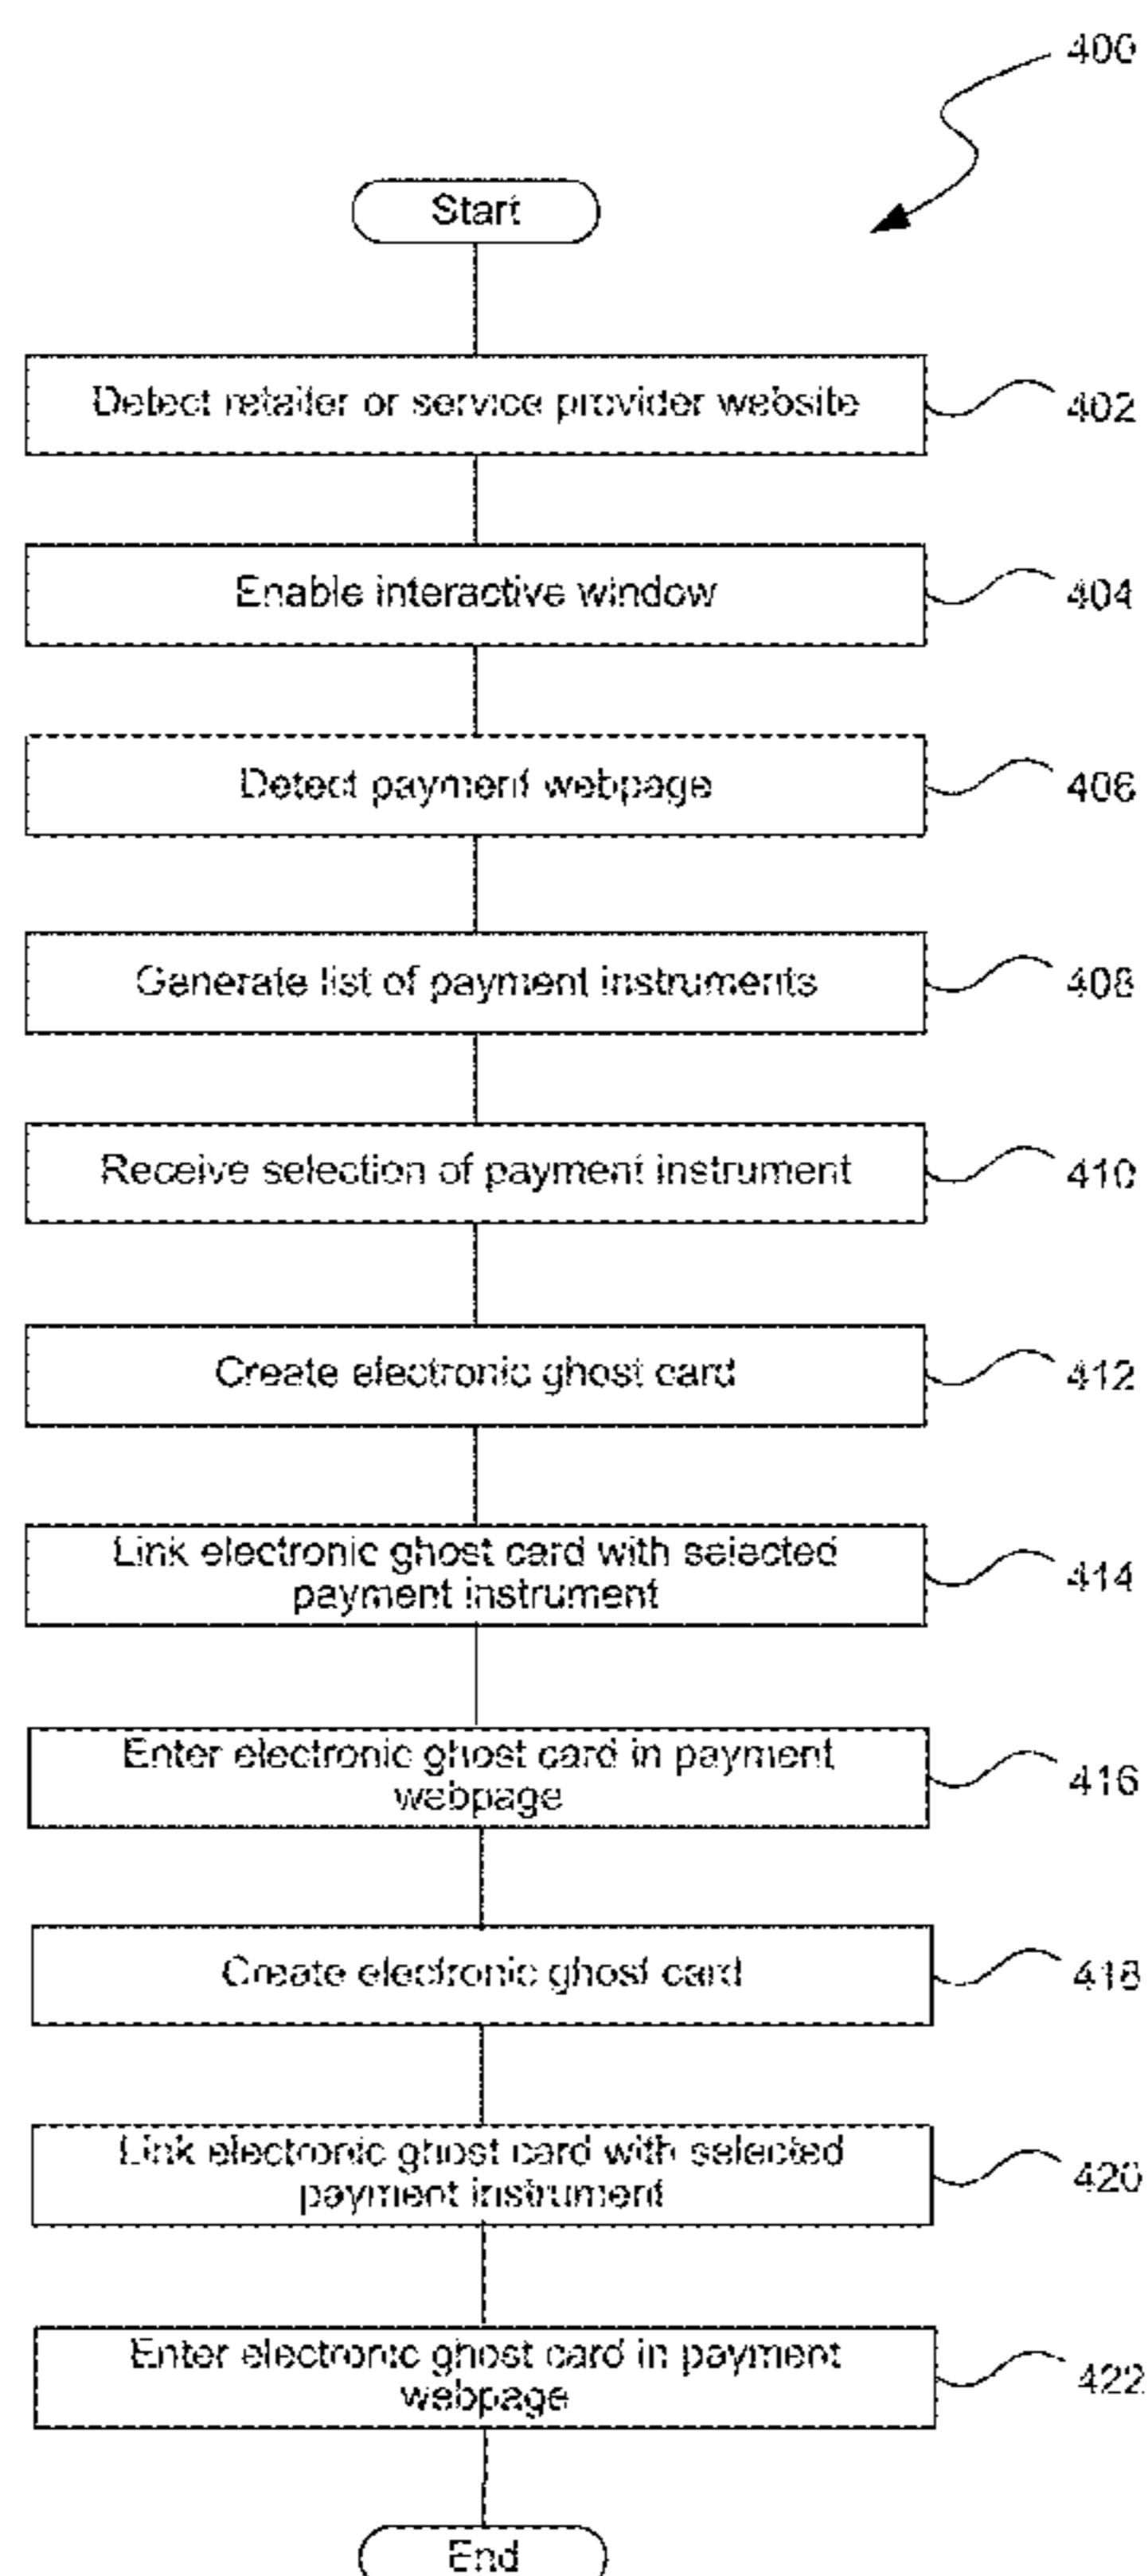 400
Start
Detect retailer or service provider website
402
Enable interactive window
404
Detect payment webpage
406
Generate list of payment instruments
408
Receive selection of payment instrument
410
Create electronic ghost card
412
Link electronic ghost card with selected
payment instrument
414
Enter electronic ghost card in payment
webpage
416
Create electronic ghost card
418
Link electronic ghost card with selected
payment instrument
420
Enter electronic ghost card in payment
webpage
422
End